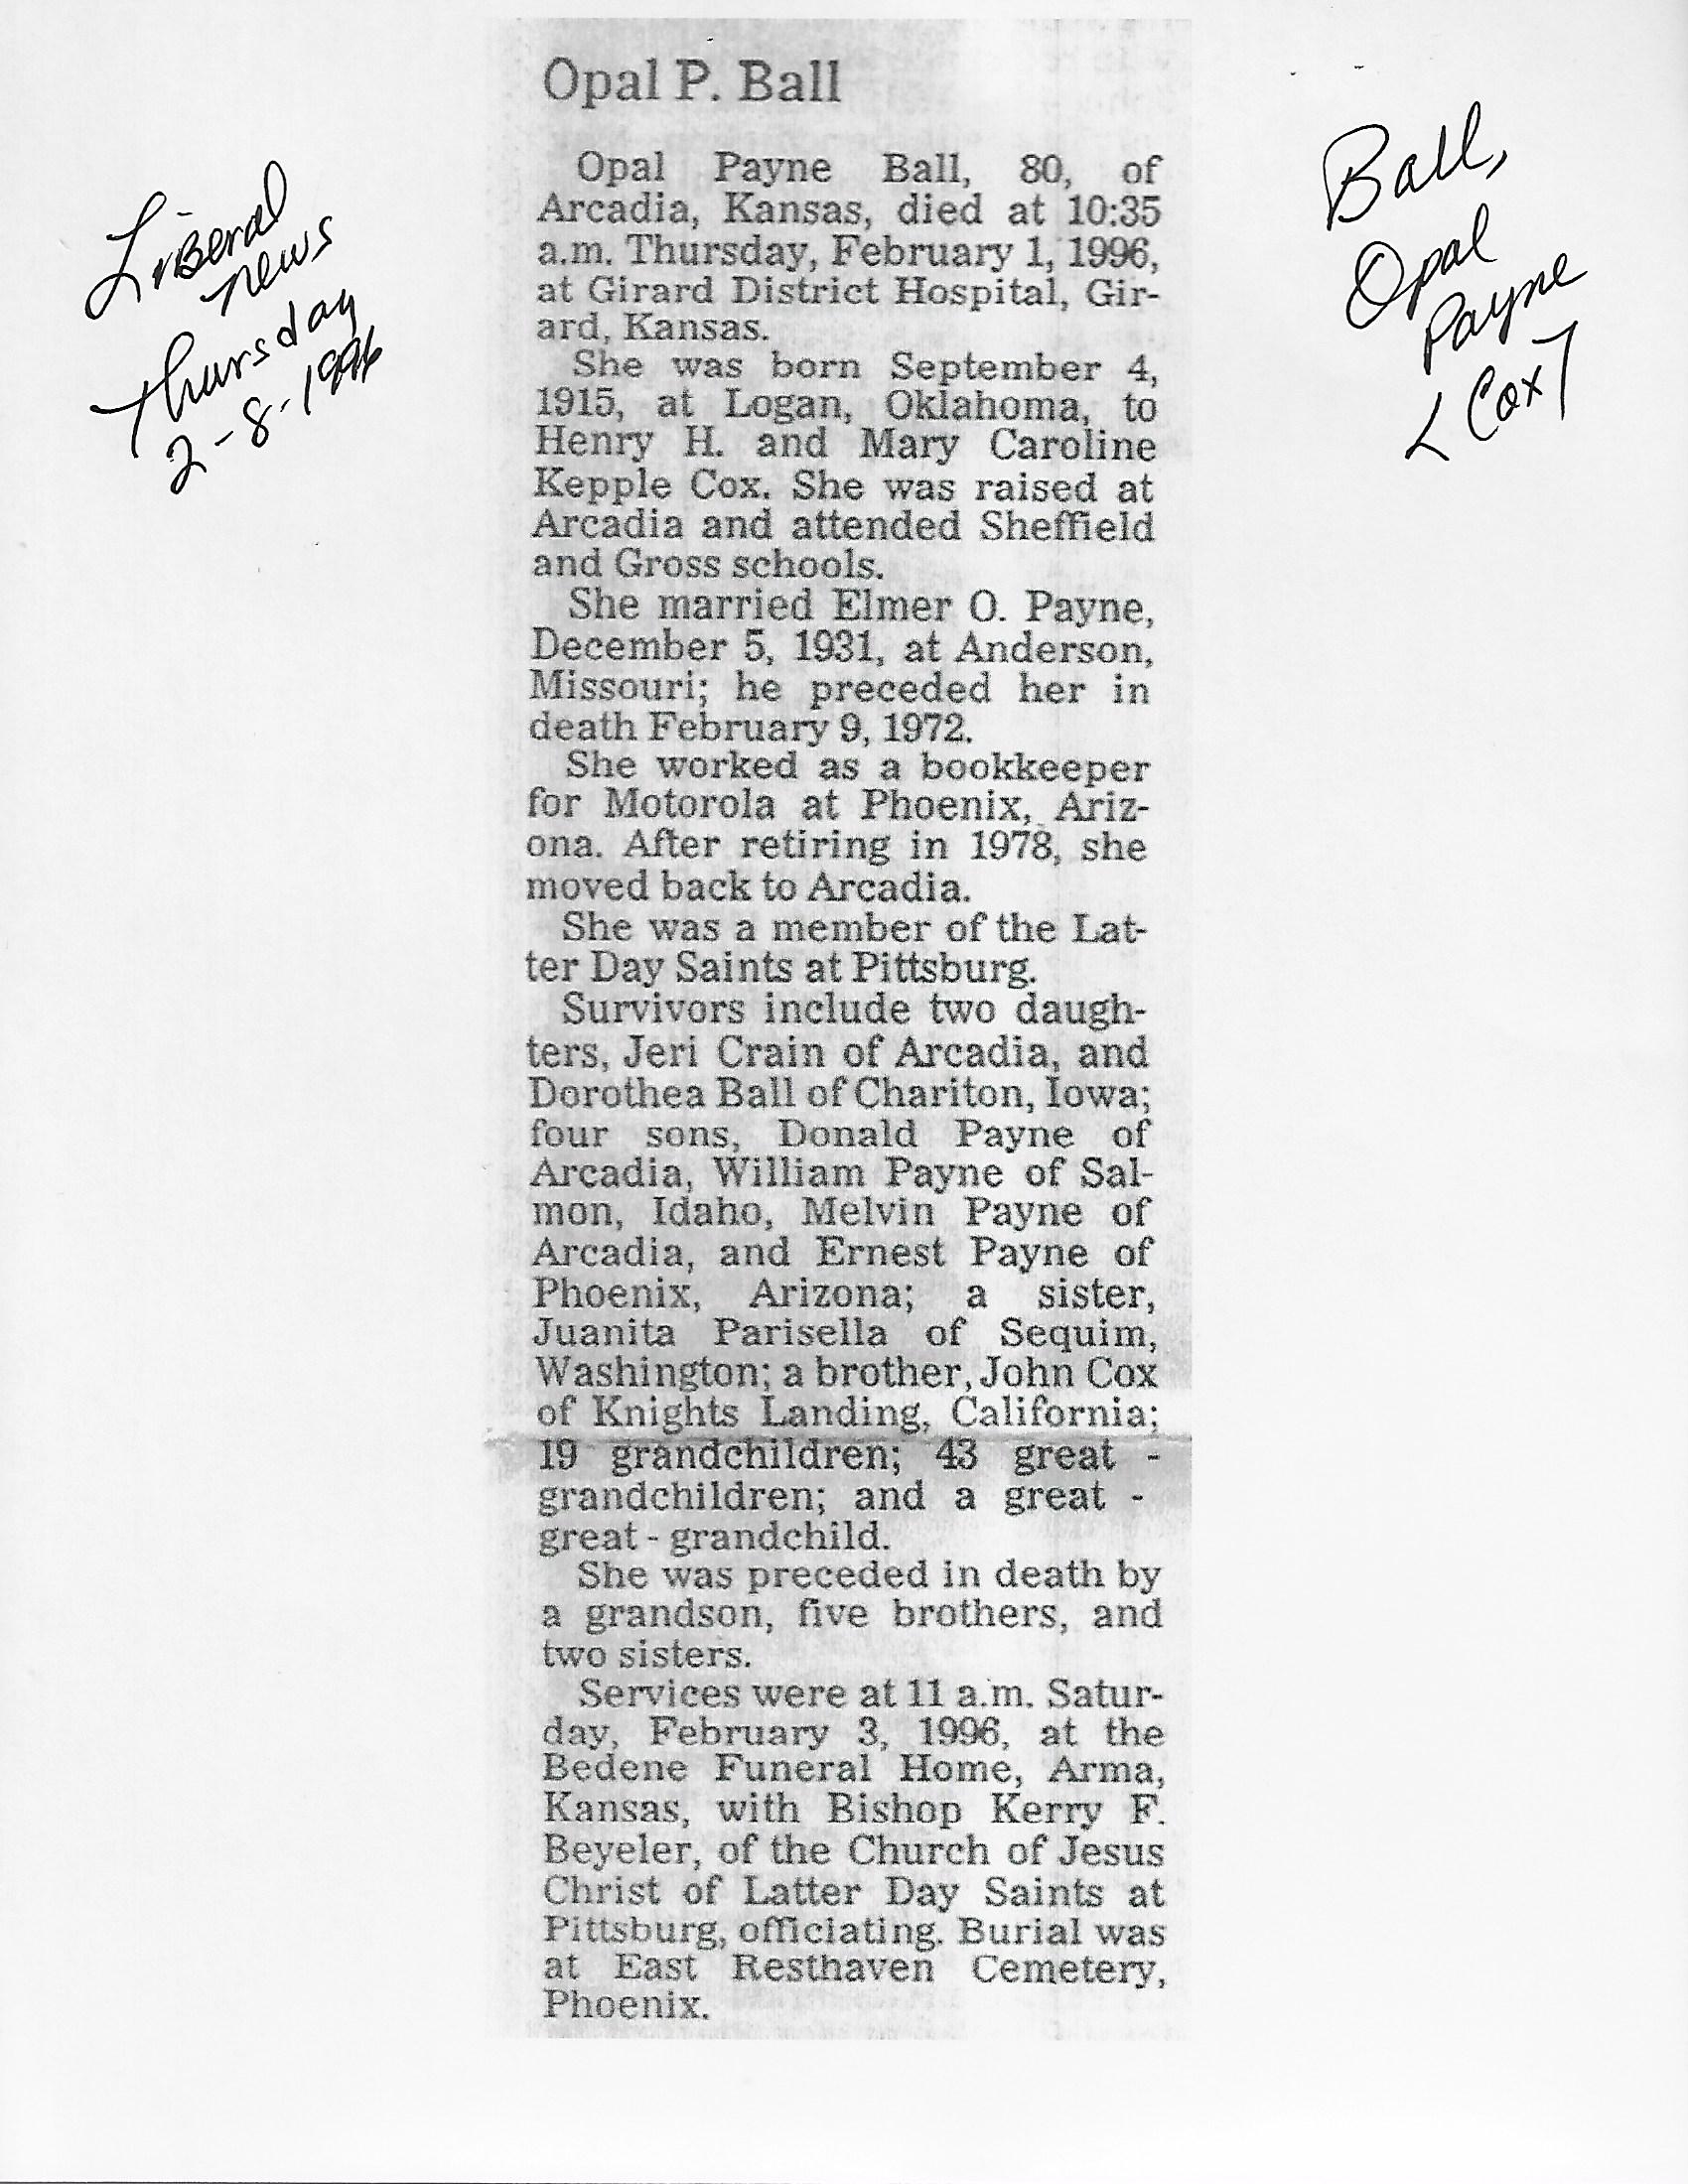 Opal P. Ball
Liberal
News
Thursday
2-8-1996
Ball,
Opal
Payne
< Cox 7
Opal Payne Ball, 80, of
Arcadia, Kansas, died at 10:35
a.m. Thursday, February 1, 1996,
at Girard District Hospital, Gir-
ard, Kansas.
She was born September 4,
1915, at Logan, Oklahoma, to
Henry H. and Mary Caroline
Kepple Cox. She was raised at
Arcadia and attended Sheffield
and Gross schools.
She married Elmer O. Payne,
December 5, 1931, at Anderson,
Missouri; he preceded her in
death February 9, 1972.
She worked as a bookkeeper
for Motorola at Phoenix, Ariz-
ona. After retiring in 1978, she
moved back to Arcadia.
She was a member of the Lat-
ter Day Saints at Pittsburg.
Survivors include two daugh-
ters, Jeri Crain of Arcadia, and
Dorothea Ball of Chariton, Iowa;
four sons, Donald Payne of
Arcadia, William Payne of Sal-
mon, Idaho, Melvin Payne of
Arcadia, and Ernest Payne of
Phoenix, Arizona; a sister,
Juanita Parisella of Sequim,
Washington; a brother, John Cox
of Knights Landing, California;
19 grandchildren; 43 great -
grandchildren; and a great -
great - grandchild.
She was preceded in death by
a grandson, five brothers, and
two sisters.
Services were at 11 a.m. Satur-
day, February 3, 1996, at the
Bedene Funeral Home, Arma,
Kansas, with Bishop Kerry F.
Beyeler, of the Church of Jesus
Christ of Latter Day Saints at
Pittsburg, officiating. Burial was
at East Resthaven Cemetery,
Phoenix.